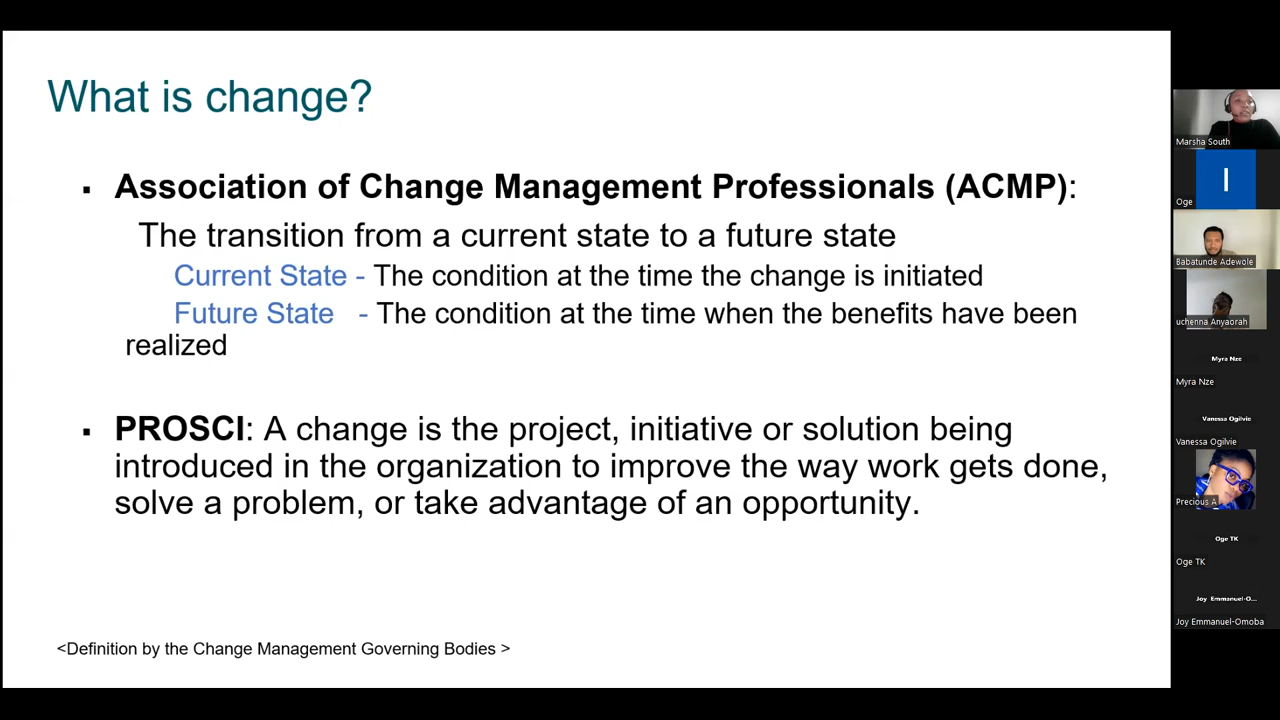 What is change?
▪ Association of Change Management Professionals (ACMP):
The transition from a current state to a future state
Current State - The condition at the time the change is initiated
Future State - The condition at the time when the benefits have been
realized
▪ PROSCI: A change is the project, initiative or solution being
introduced in the organization to improve the way work gets done,
solve a problem, or take advantage of an opportunity.
<Definition by the Change Management Governing Bodies >
Marsha South
I
Oge
Babatunde Adewole
uchenna Anyaorah
Myra Nze
Myra Nze
Vanessa Ogilvie
Vanessa Ogilvie
Precious A
Oge TK
Oge TK
Joy Emmanuel-O...
Joy Emmanuel-Omoba